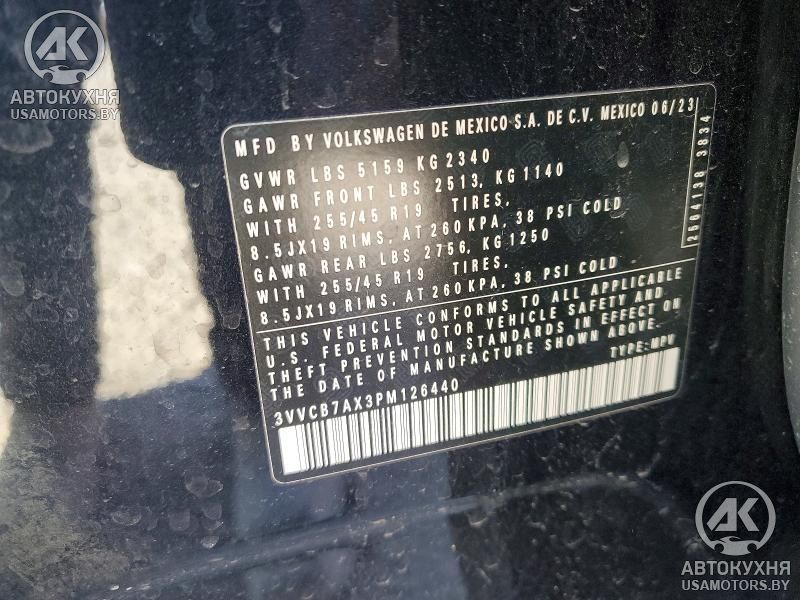 AK
АВТОКУХНЯ
USAMOTORS.BY
MFD BY VOLKSWAGEN DE MEXICO S.A. DE C.V. MEXICO 06/23
GVWR LBS 5159 KG 2340
GAWR FRONT LBS 2513, KG 1140
WITH 255/45 R19 TIRES,
8.5JX19 RIMS, AT 260 KPA, 38 PSI COLD
GAWR REAR LBS 2756, KG 1250
WITH 255/45 R19 TIRES,
8.5JX19 RIMS, AT 260 KPA, 38 PSI COLD
THIS VEHICLE CONFORMS TO ALL APPLICABLE
U.S. FEDERAL MOTOR VEHICLE SAFETY AND
THEFT PREVENTION STANDARDS IN EFFECT ON
THE DATE OF MANUFACTURE SHOWN ABOVE.
TYPE: MPV
3VVCB7AX3PM126440
2564138 3834
AK
АВТОКУХНЯ
USAMOTORS.BY